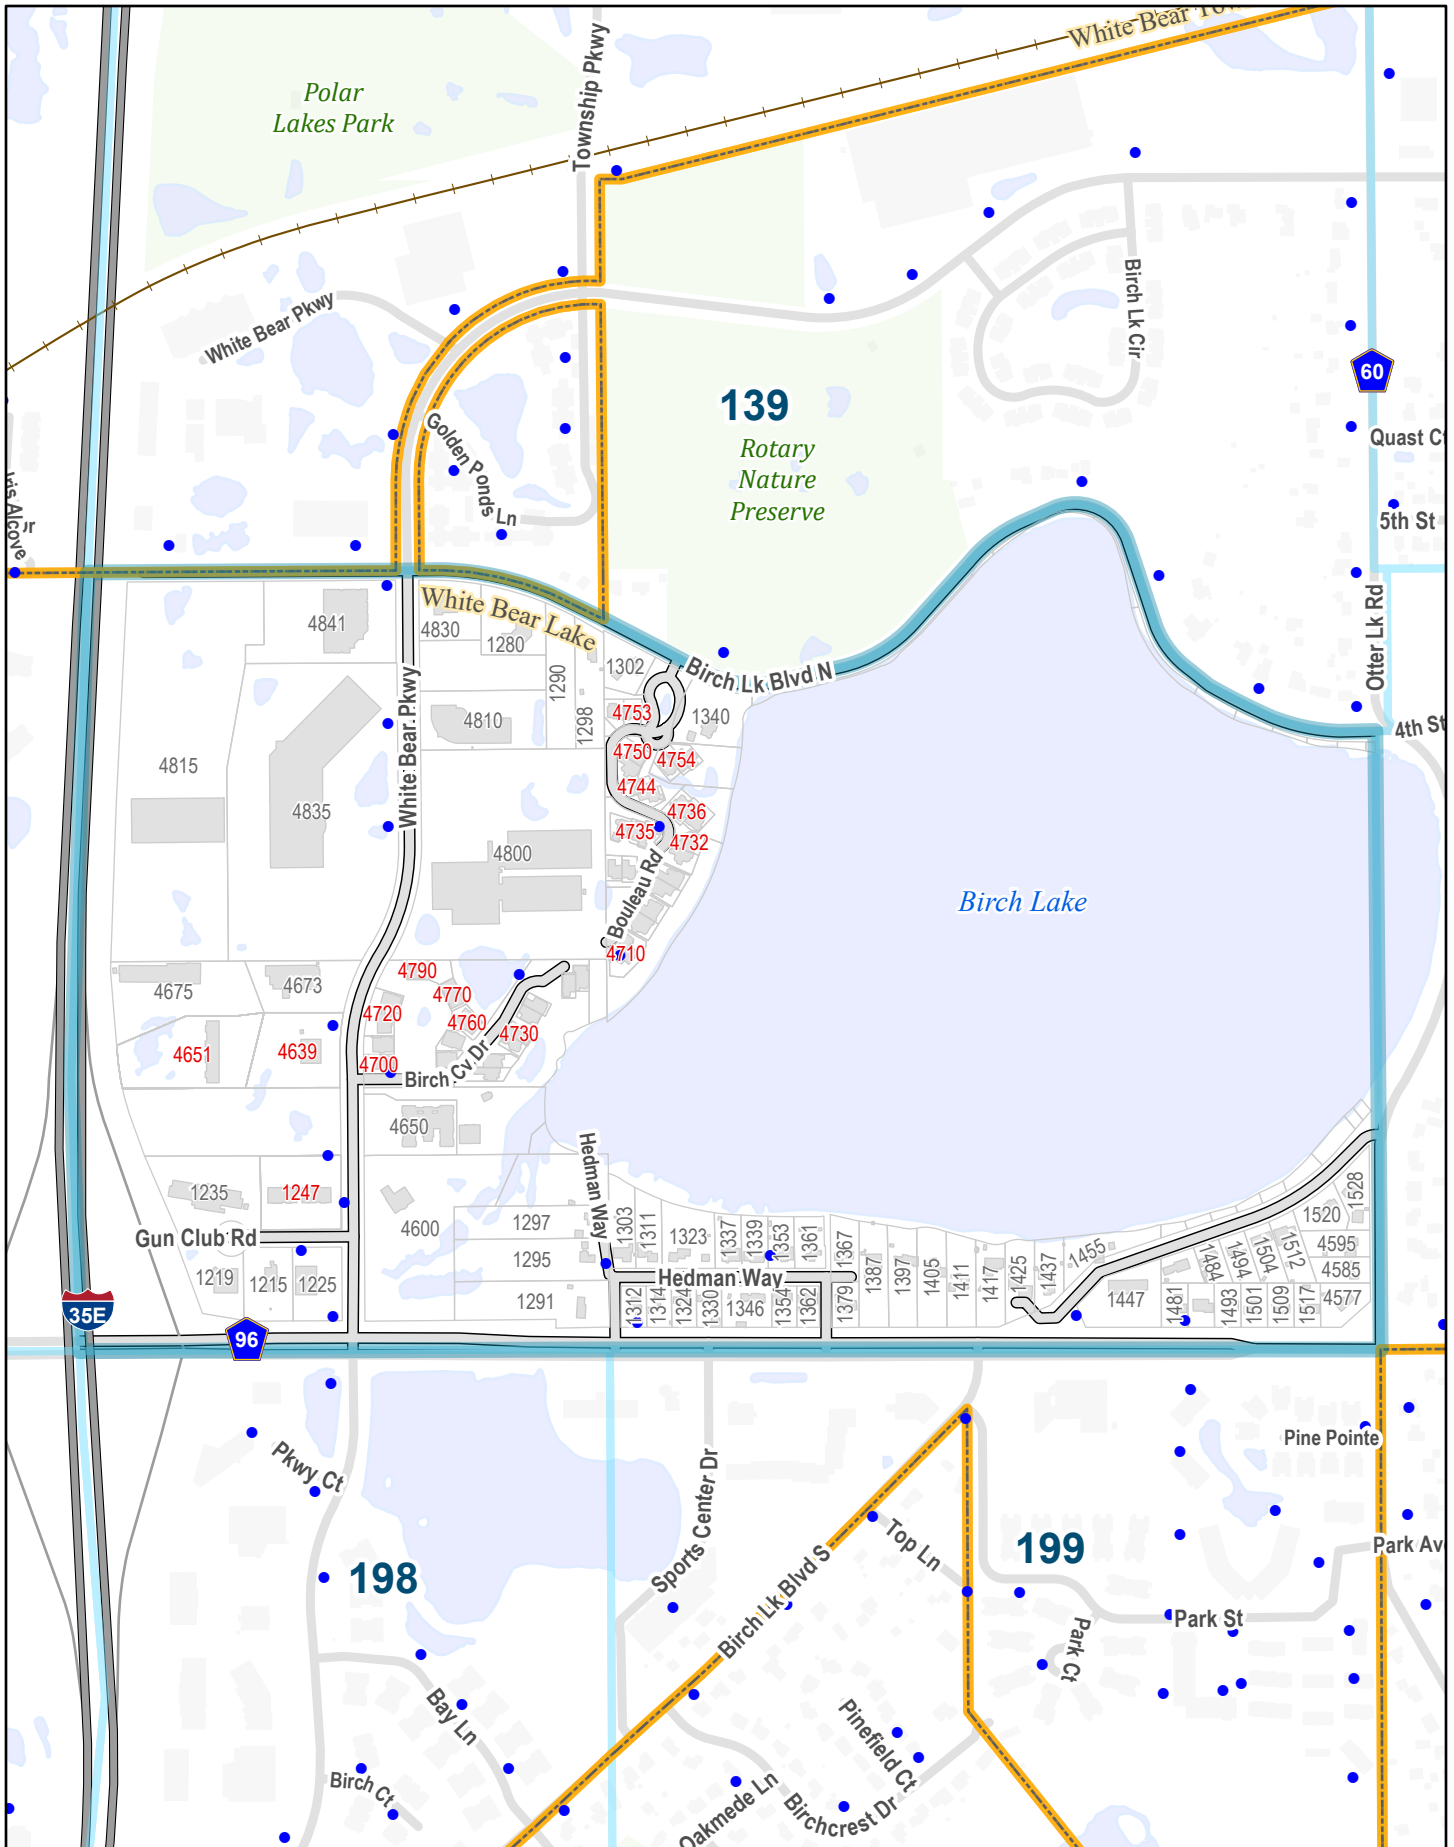 White Bear Tow
Polar
Lakes Park
Township Pkwy
White Bear Pkwy
Birch Lk Cir
60
139
Rotary
Nature
Preserve
Golden Ponds Ln
Quast Ct
5th St
Iris Alcove
Otter Lk Rd
White Bear Lake
4841
4830
1280
1290
1298
1302
Birch Lk Blvd N
4th St
White Bear Pkwy
4753
1340
4810
4750
4754
4815
4744
4835
4736
4735
4732
4800
Bouleau Rd
Birch Lake
4710
4675
4673
4790
4770
4720
4760
4730
4651
4639
4700
Birch Cv Dr
4650
Hedman Way
1235
1247
4600
1297
1303
1311
1323
1337
1339
1353
1361
1367
1528
1520
Gun Club Rd
1295
1387
1397
1405
1411
1417
1425
1437
1455
1484
1494
1504
1512
4595
4585
1219
1215
1225
Hedman Way
1291
1312
1314
1324
1330
1346
1354
1362
1379
1447
1481
1493
1501
1509
1517
4577
35E
96
Pine Pointe
Pkwy Ct
Sports Center Dr
Top Ln
199
Park Av
198
Birch Lk Blvd S
Park St
Park Ct
Bay Ln
Pinefield Ct
Birch Ct
Oakmede Ln
Birchcrest Dr